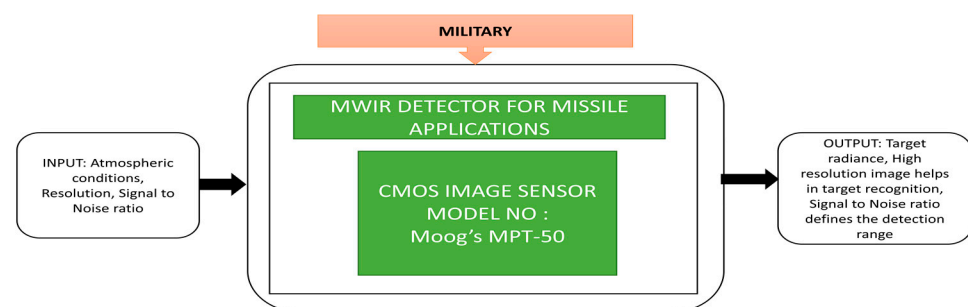 MILITARY
MWIR DETECTOR FOR MISSILE
APPLICATIONS
INPUT: Atmospheric
conditions,
Resolution, Signal to
Noise ratio
CMOS IMAGE SENSOR
MODEL NO :
Moog’s MPT-50
OUTPUT: Target
radiance, High
resolution image helps
in target recognition,
Signal to Noise ratio
defines the detection
range